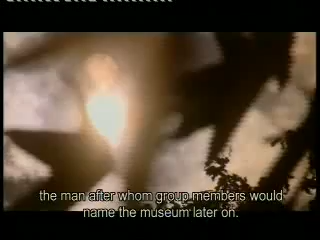 the man after whom group members would
name the museum later on.